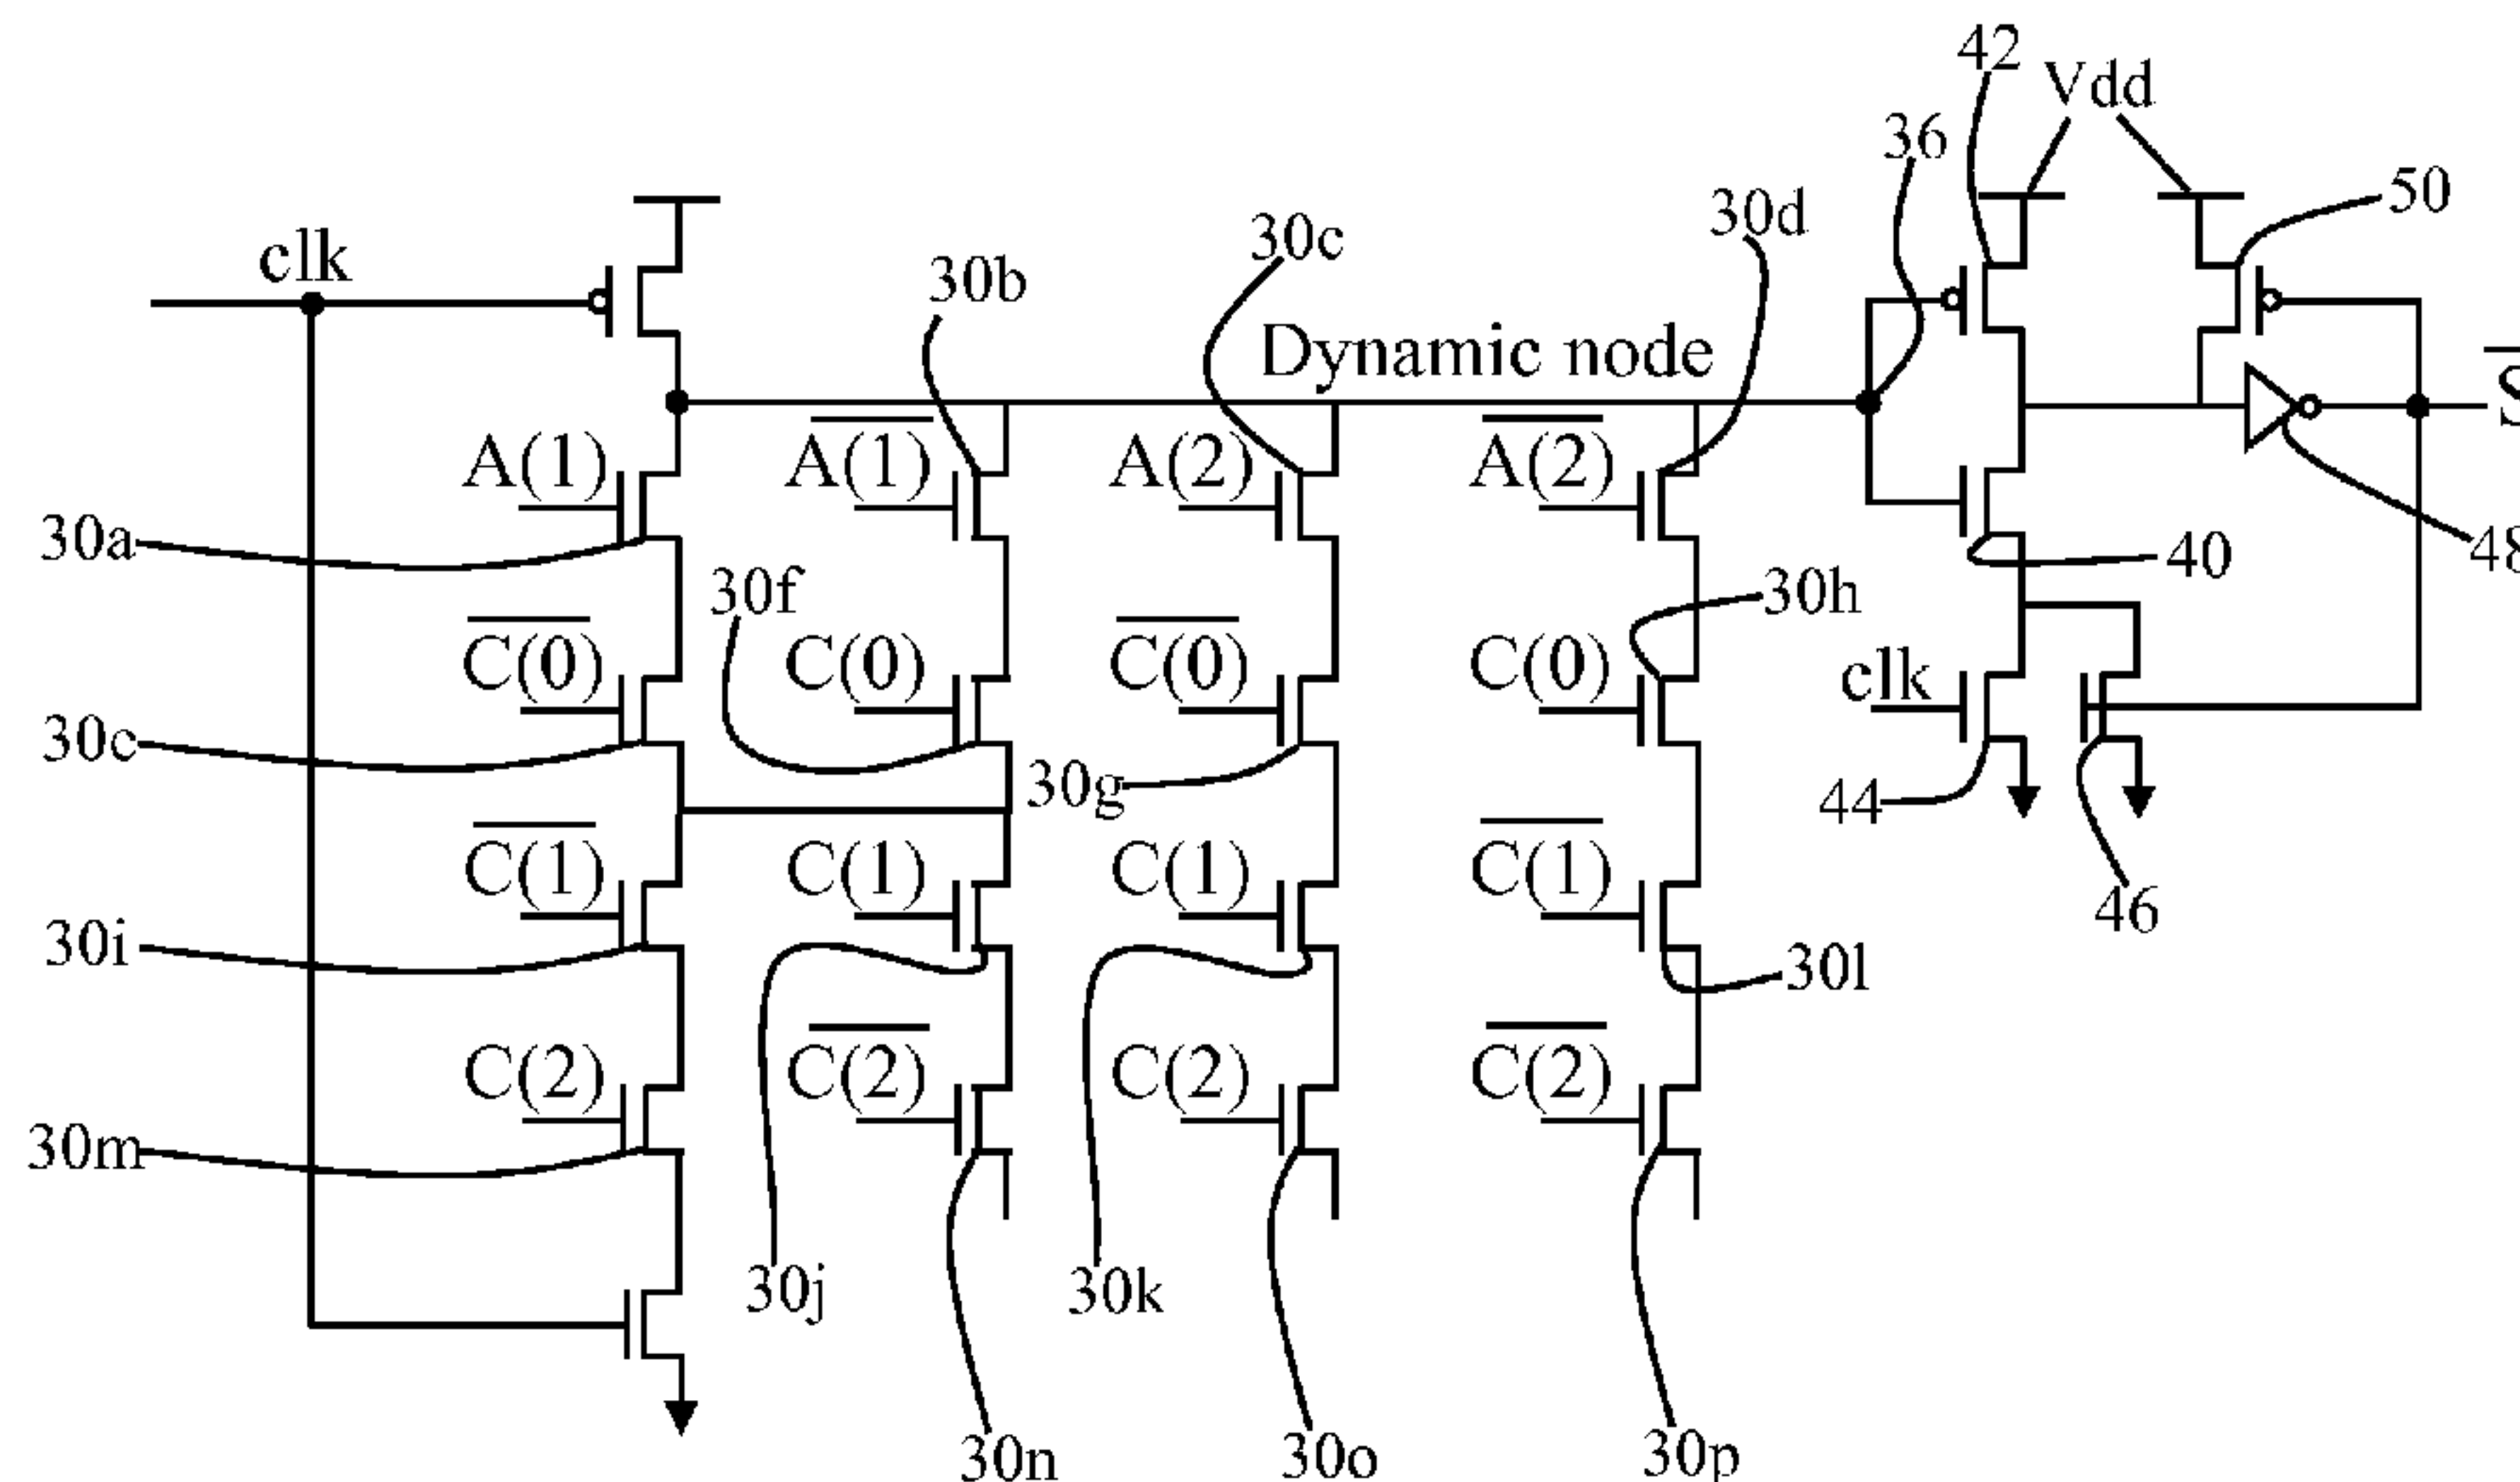 42
Vdd
36
50
30d
30c
clk
30b
Dynamic node
A(1)
A̅(̅1̅)̅
A(2)
A̅(̅2̅)̅
30a
40
30f
30h
C̅(̅0̅)̅
C(0)
C̅(̅0̅)̅
C(0)
clk
30c
30g
44
C̅(̅1̅)̅
C(1)
C(1)
C̅(̅1̅)̅
46
30i
30l
C(2)
C̅(̅2̅)̅
C(2)
C̅(̅2̅)̅
30m
30j
30k
30n
30o
30p